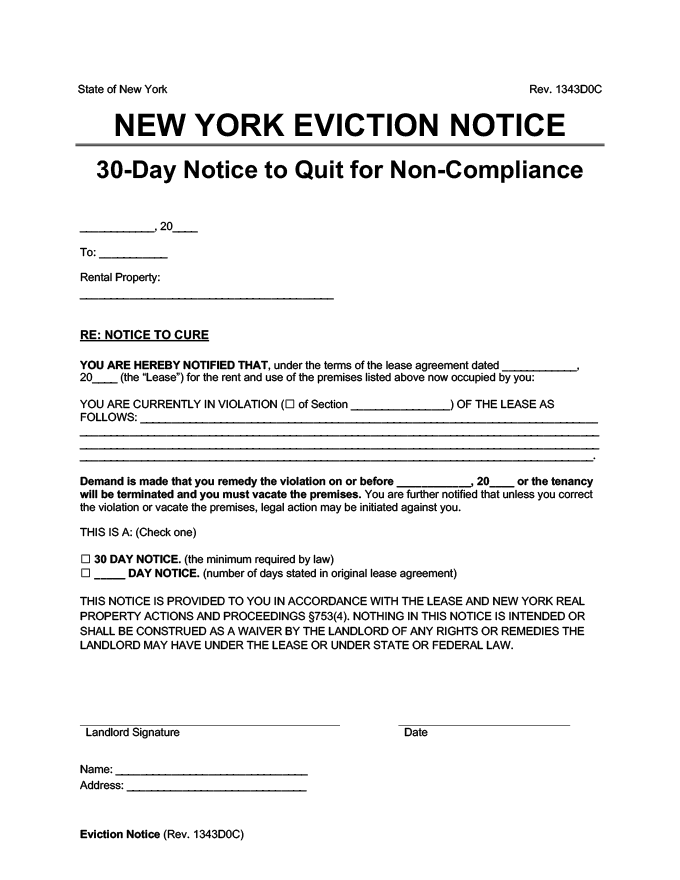 State of New York Rev. 1343D0C
NEW YORK EVICTION NOTICE
30-Day Notice to Quit for Non-Compliance
____________, 20____
To: ___________
Rental Property:
_________________________________________
RE: NOTICE TO CURE
YOU ARE HEREBY NOTIFIED THAT, under the terms of the lease agreement dated ____________,
20____ (the “Lease”) for the rent and use of the premises listed above now occupied by you:
YOU ARE CURRENTLY IN VIOLATION (☐ of Section ________________) OF THE LEASE AS
FOLLOWS: __________________________________________________________________________
____________________________________________________________________________________
____________________________________________________________________________________
___________________________________________________________________________________.
Demand is made that you remedy the violation on or before ____________, 20____ or the tenancy
will be terminated and you must vacate the premises. You are further notified that unless you correct
the violation or vacate the premises, legal action may be initiated against you.
THIS IS A: (Check one)
☐ 30 DAY NOTICE. (the minimum required by law)
☐ _____ DAY NOTICE. (number of days stated in original lease agreement)
THIS NOTICE IS PROVIDED TO YOU IN ACCORDANCE WITH THE LEASE AND NEW YORK REAL
PROPERTY ACTIONS AND PROCEEDINGS §753(4). NOTHING IN THIS NOTICE IS INTENDED OR
SHALL BE CONSTRUED AS A WAIVER BY THE LANDLORD OF ANY RIGHTS OR REMEDIES THE
LANDLORD MAY HAVE UNDER THE LEASE OR UNDER STATE OR FEDERAL LAW.
Landlord Signature Date
Name: _______________________________
Address: _____________________________
Eviction Notice (Rev. 1343D0C)